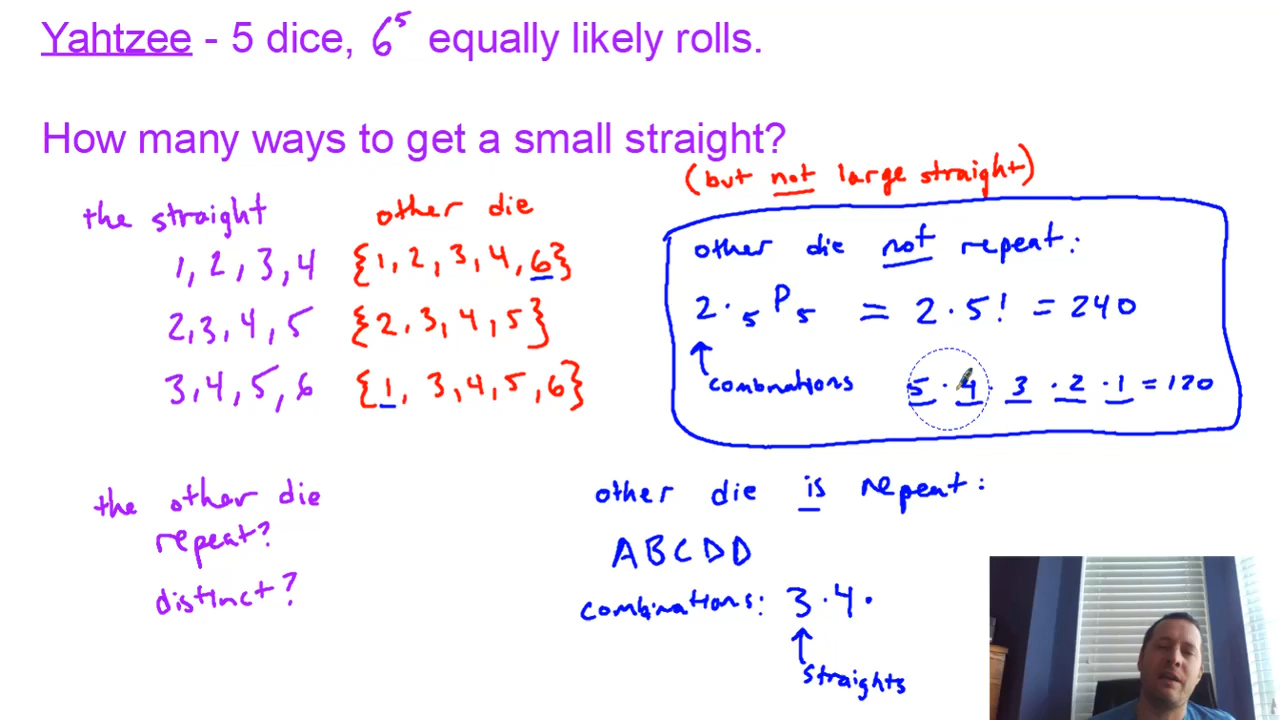 Yahtzee - 5 dice, 6⁵ equally likely rolls.
How many ways to get a small straight?
(but not large straight)
the straight
other die
1, 2, 3, 4 {1, 2, 3, 4, 6}
2, 3, 4, 5 {2, 3, 4, 5}
3, 4, 5, 6 {1, 3, 4, 5, 6}
other die not repeat:
2 · ₅P₅ = 2 · 5! = 240
combinations
5 · 4 · 3 · 2 · 1 = 120
the other die
repeat?
distinct?
other die is repeat:
ABCDD
combinations: 3 · 4 ·
straights